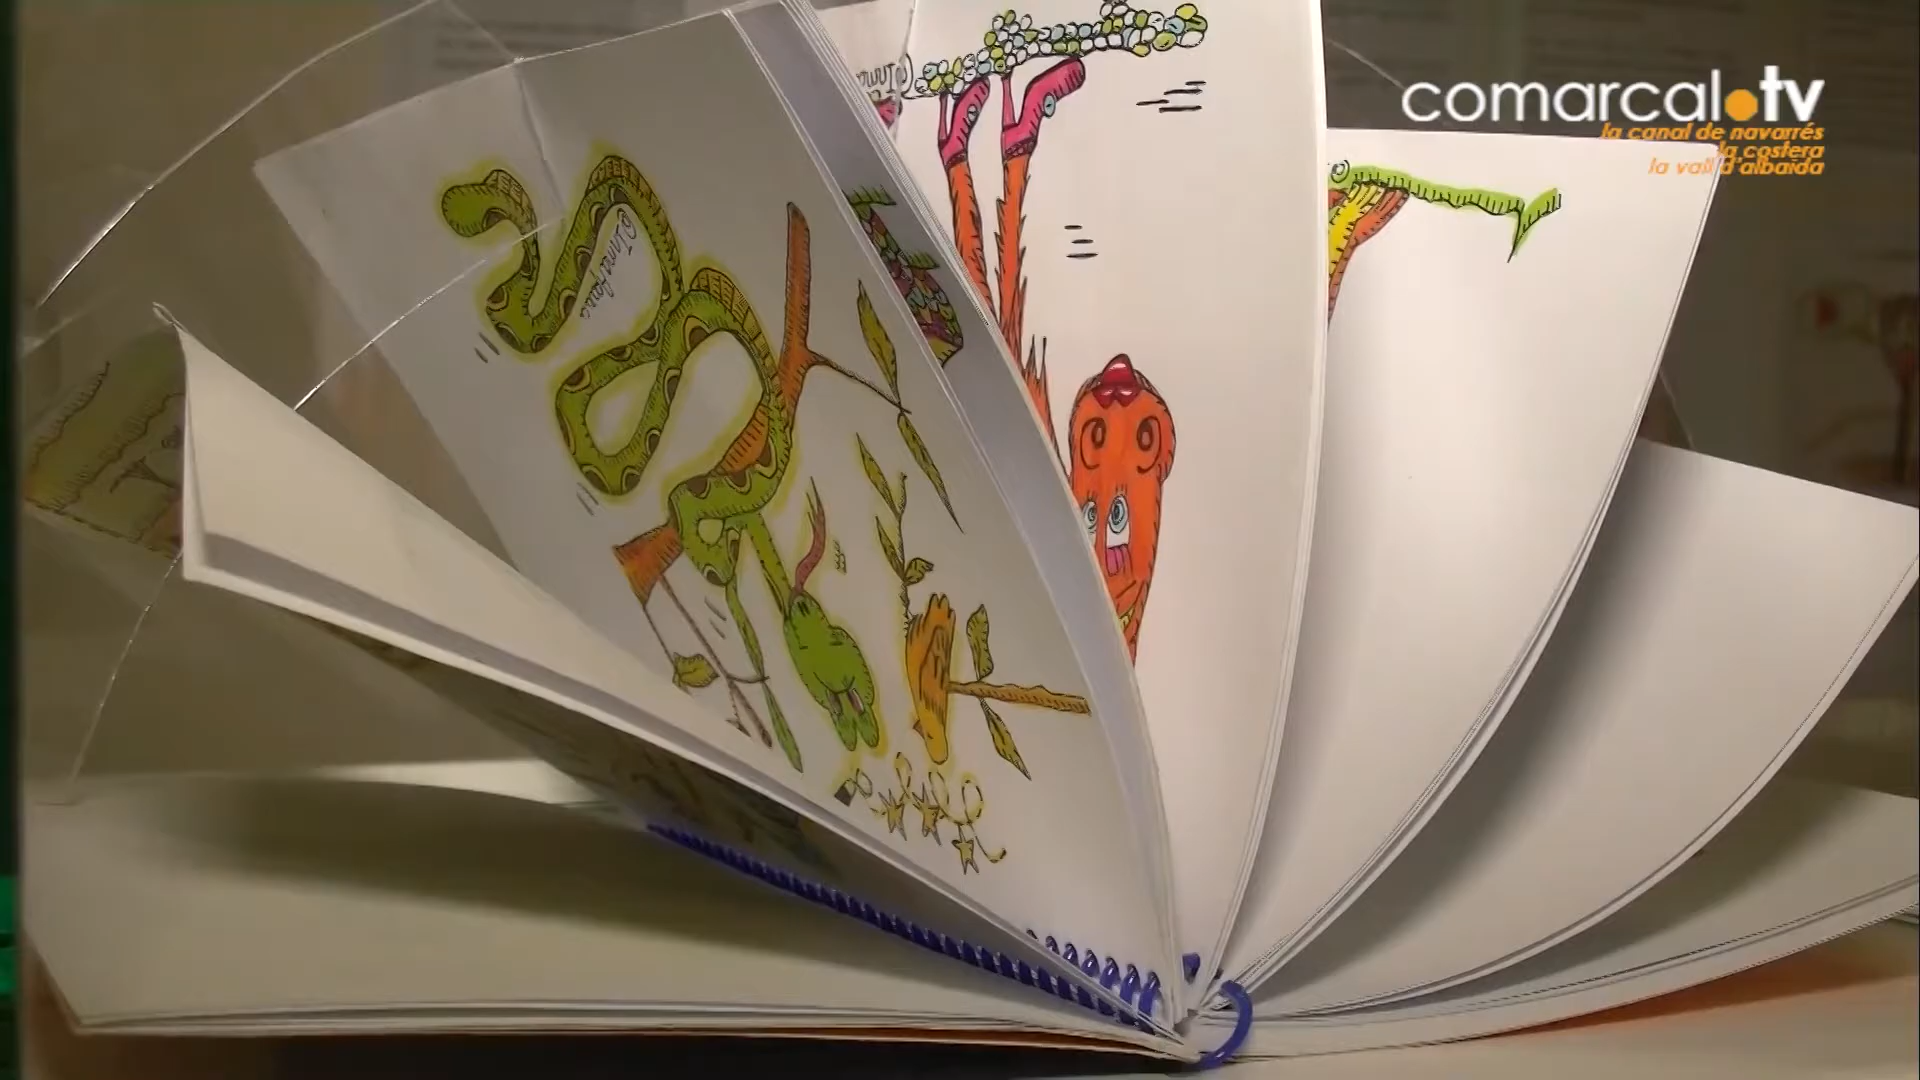 comarcal.tv
la canal de navarrés
la costera
la vall d'albaida